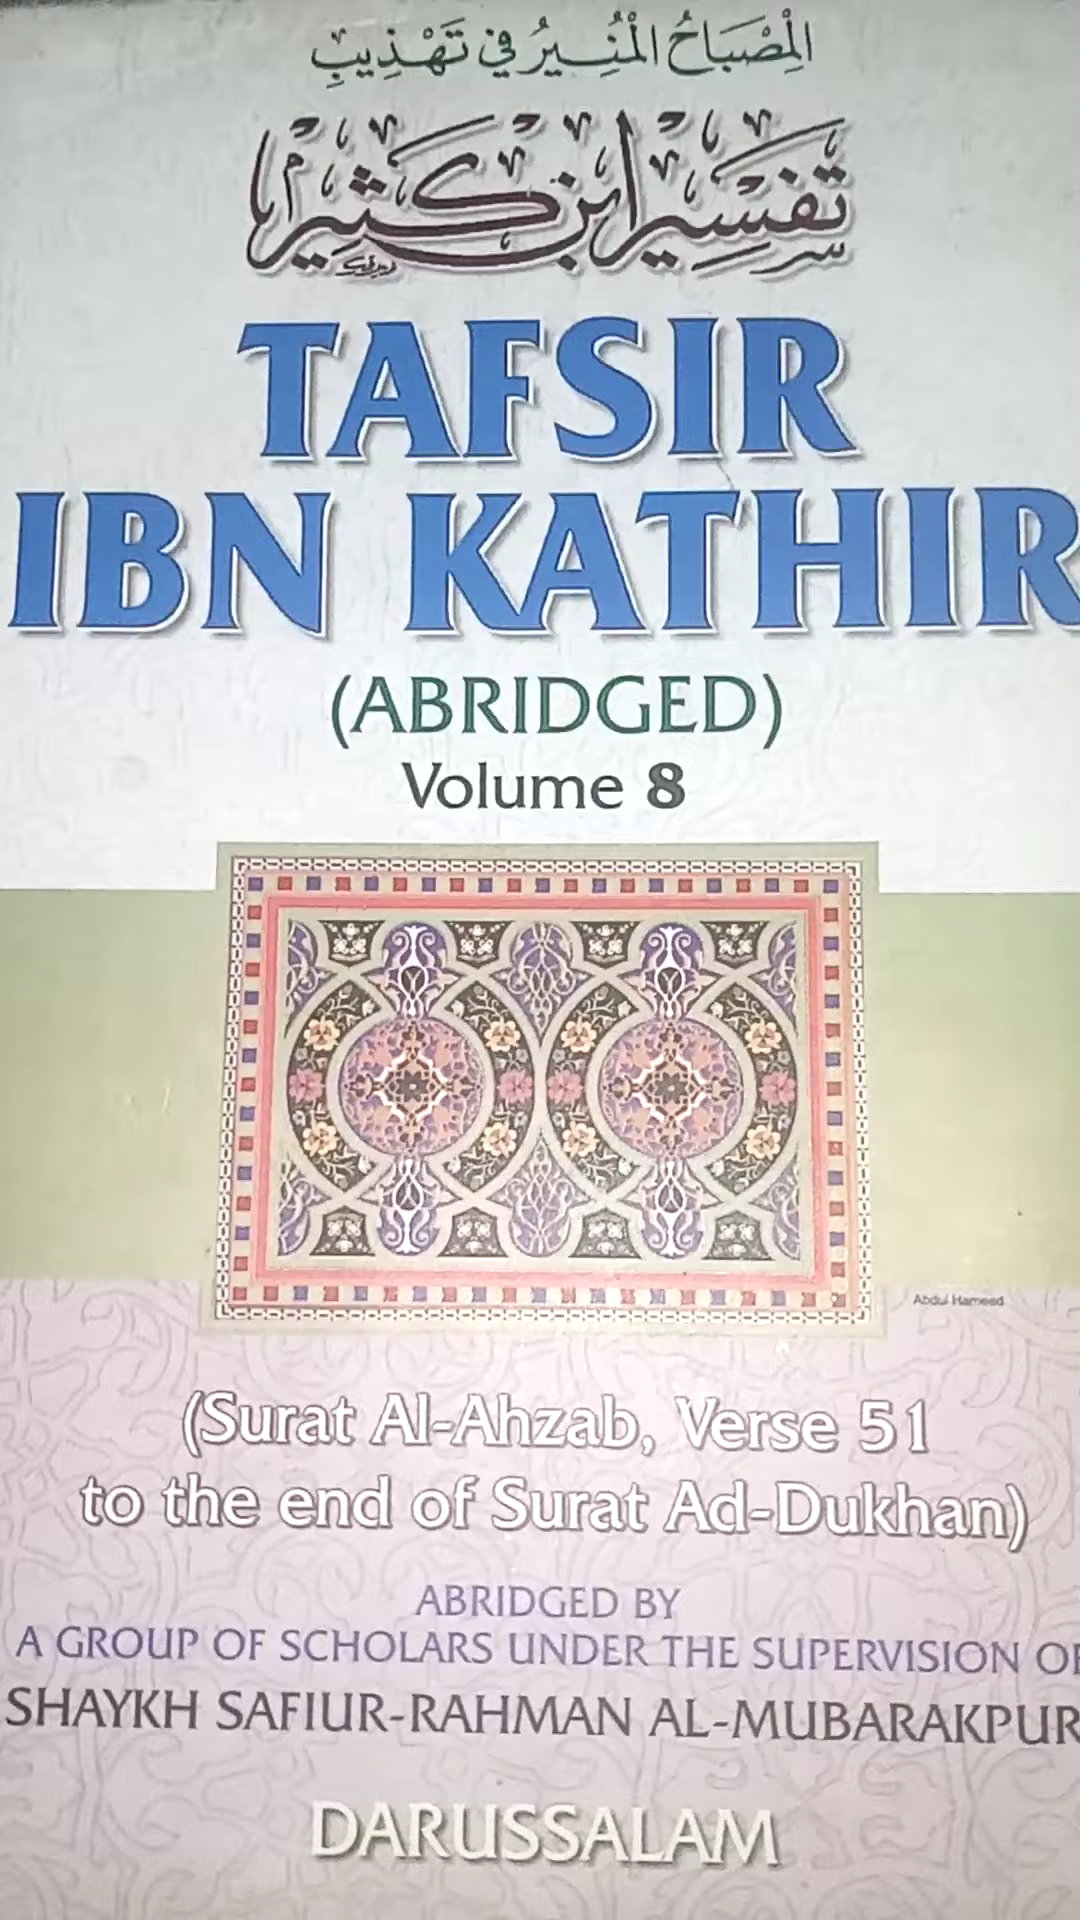 المِصْبَاحُ المُنِيرُ في تَهْذِيبِ
تفسير ابن كثير
TAFSIR
IBN KATHIR
(ABRIDGED)
Volume 8
Abdul Hameed
(Surat Al-Ahzab, Verse 51
to the end of Surat Ad-Dukhan)
ABRIDGED BY
A GROUP OF SCHOLARS UNDER THE SUPERVISION OF
SHAYKH SAFIUR-RAHMAN AL-MUBARAKPUR
DARUSSALAM